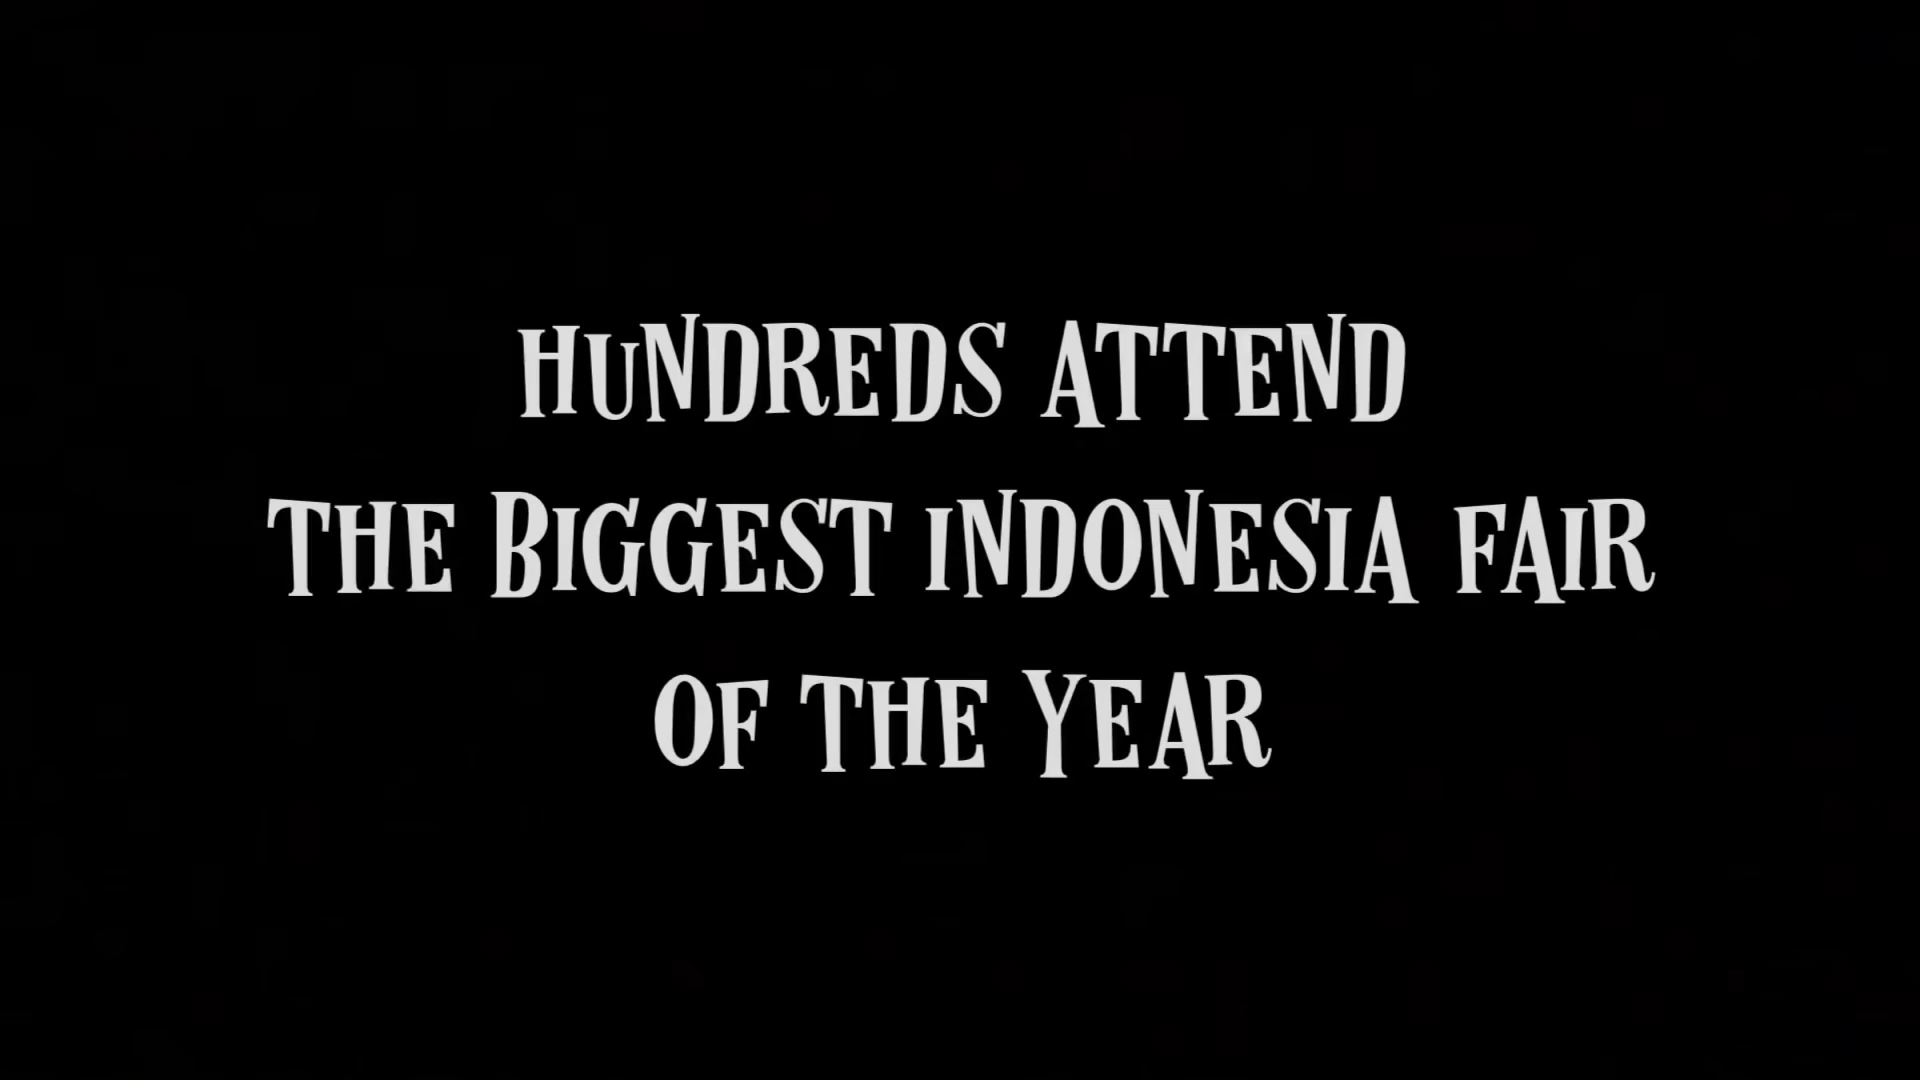 HUNDREDS ATTEND
THE BIGGEST INDONESIA FAIR
OF THE YEAR